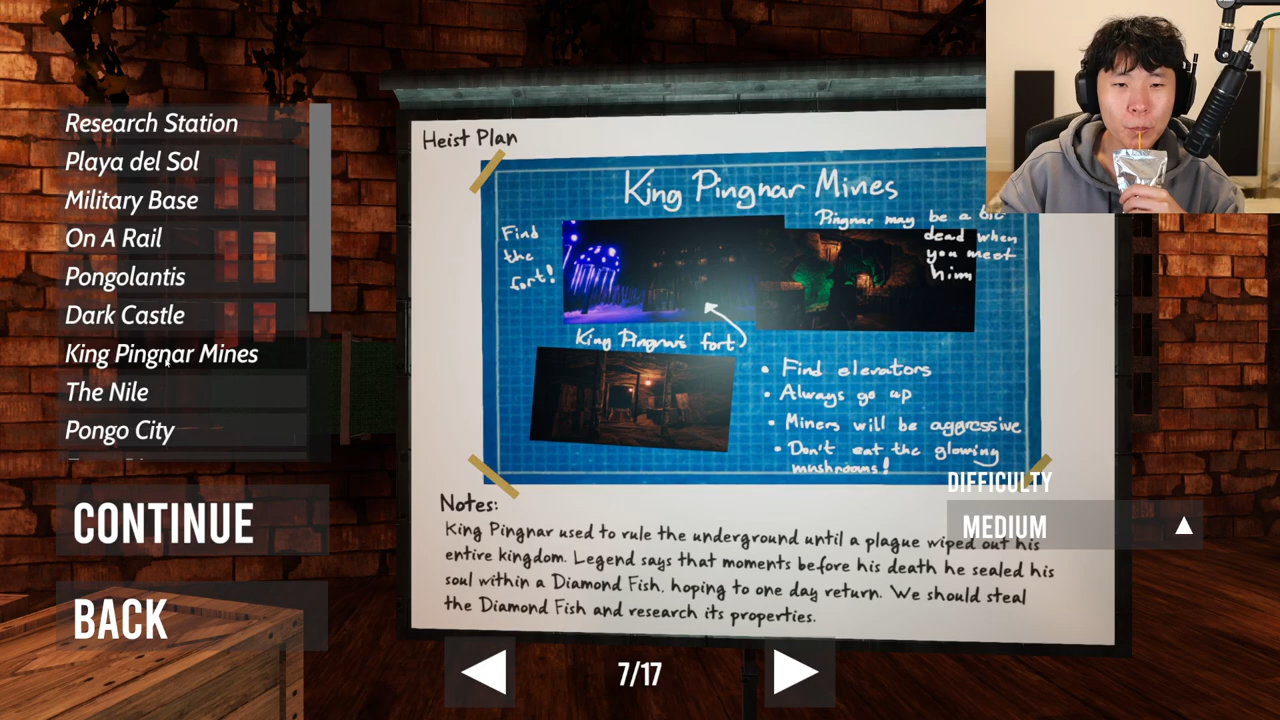 Research Station
Playa del Sol
Military Base
On A Rail
Pongolantis
Dark Castle
King Pingnar Mines
The Nile
Pongo City
CONTINUE
BACK
Heist Plan
King Pingnar Mines
Find
the
fort!
Pingnar may be a bit
dead when
you meet
him
King Pingnar's fort
• Find elevators
• Always go up
• Miners will be aggressive
• Don't eat the glowing
mushrooms!
DIFFICULTY
MEDIUM
Notes:
King Pingnar used to rule the underground until a plague wiped out his
entire kingdom. Legend says that moments before his death he sealed his
soul within a Diamond Fish, hoping to one day return. We should steal
the Diamond Fish and research its properties.
7/17